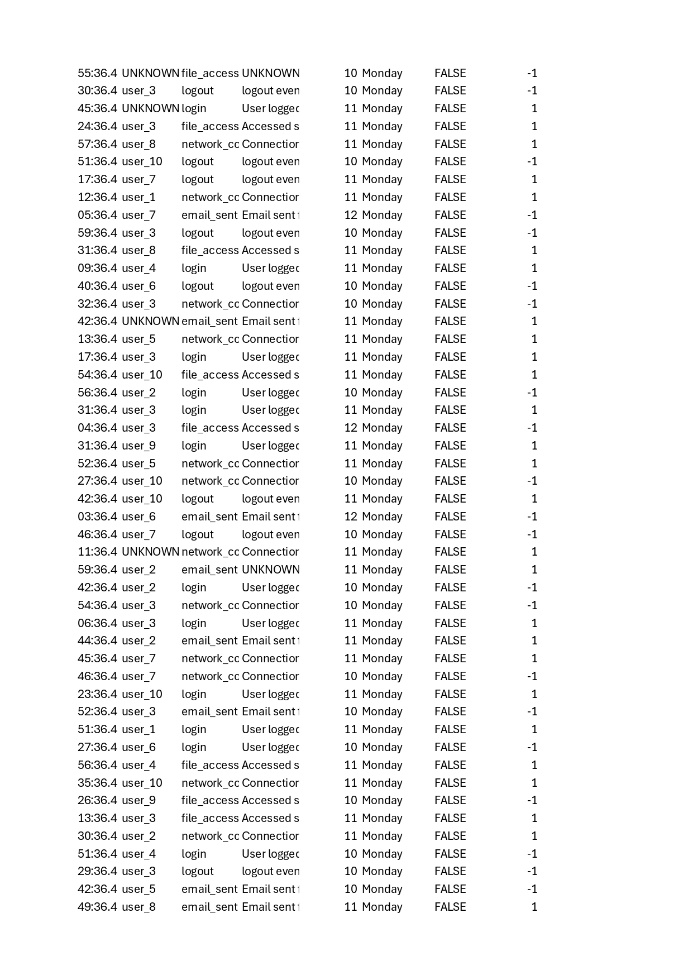 55:36.4 UNKNOWN file_access UNKNOWN 10 Monday FALSE -1
30:36.4 user_3 logout logout even 10 Monday FALSE -1
45:36.4 UNKNOWN login User logged 11 Monday FALSE 1
24:36.4 user_3 file_access Accessed s 11 Monday FALSE 1
57:36.4 user_8 network_cc Connection 11 Monday FALSE 1
51:36.4 user_10 logout logout even 10 Monday FALSE -1
17:36.4 user_7 logout logout even 11 Monday FALSE 1
12:36.4 user_1 network_cc Connection 11 Monday FALSE 1
05:36.4 user_7 email_sent Email sent 12 Monday FALSE -1
59:36.4 user_3 logout logout even 10 Monday FALSE -1
31:36.4 user_8 file_access Accessed s 11 Monday FALSE 1
09:36.4 user_4 login User logged 11 Monday FALSE 1
40:36.4 user_6 logout logout even 10 Monday FALSE -1
32:36.4 user_3 network_cc Connection 10 Monday FALSE -1
42:36.4 UNKNOWN email_sent Email sent 11 Monday FALSE 1
13:36.4 user_5 network_cc Connection 11 Monday FALSE 1
17:36.4 user_3 login User logged 11 Monday FALSE 1
54:36.4 user_10 file_access Accessed s 11 Monday FALSE 1
56:36.4 user_2 login User logged 10 Monday FALSE -1
31:36.4 user_3 login User logged 11 Monday FALSE 1
04:36.4 user_3 file_access Accessed s 12 Monday FALSE -1
31:36.4 user_9 login User logged 11 Monday FALSE 1
52:36.4 user_5 network_cc Connection 11 Monday FALSE 1
27:36.4 user_10 network_cc Connection 10 Monday FALSE -1
42:36.4 user_10 logout logout even 11 Monday FALSE 1
03:36.4 user_6 email_sent Email sent 12 Monday FALSE -1
46:36.4 user_7 logout logout even 10 Monday FALSE -1
11:36.4 UNKNOWN network_cc Connection 11 Monday FALSE 1
59:36.4 user_2 email_sent UNKNOWN 11 Monday FALSE 1
42:36.4 user_2 login User logged 10 Monday FALSE -1
54:36.4 user_3 network_cc Connection 10 Monday FALSE -1
06:36.4 user_3 login User logged 11 Monday FALSE 1
44:36.4 user_2 email_sent Email sent 11 Monday FALSE 1
45:36.4 user_7 network_cc Connection 11 Monday FALSE 1
46:36.4 user_7 network_cc Connection 10 Monday FALSE -1
23:36.4 user_10 login User logged 11 Monday FALSE 1
52:36.4 user_3 email_sent Email sent 10 Monday FALSE -1
51:36.4 user_1 login User logged 11 Monday FALSE 1
27:36.4 user_6 login User logged 10 Monday FALSE -1
56:36.4 user_4 file_access Accessed s 11 Monday FALSE 1
35:36.4 user_10 network_cc Connection 11 Monday FALSE 1
26:36.4 user_9 file_access Accessed s 10 Monday FALSE -1
13:36.4 user_3 file_access Accessed s 11 Monday FALSE 1
30:36.4 user_2 network_cc Connection 11 Monday FALSE 1
51:36.4 user_4 login User logged 10 Monday FALSE -1
29:36.4 user_3 logout logout even 10 Monday FALSE -1
42:36.4 user_5 email_sent Email sent 10 Monday FALSE -1
49:36.4 user_8 email_sent Email sent 11 Monday FALSE 1